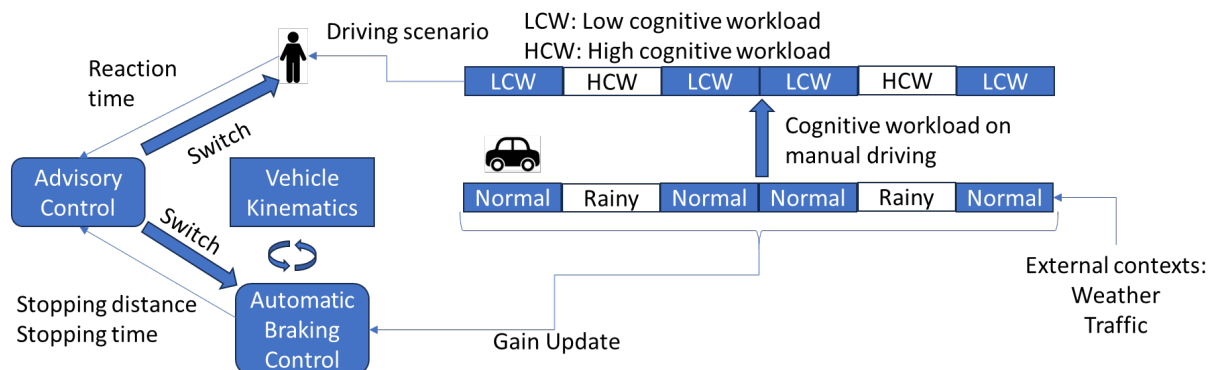 Driving scenario
LCW: Low cognitive workload
HCW: High cognitive workload
LCW HCW LCW LCW HCW LCW
Reaction
time
Switch
Cognitive workload on
manual driving
Advisory
Control
Vehicle
Kinematics
Normal Rainy Normal Normal Rainy Normal
Switch
External contexts:
Weather
Traffic
Stopping distance
Stopping time
Automatic
Braking
Control
Gain Update